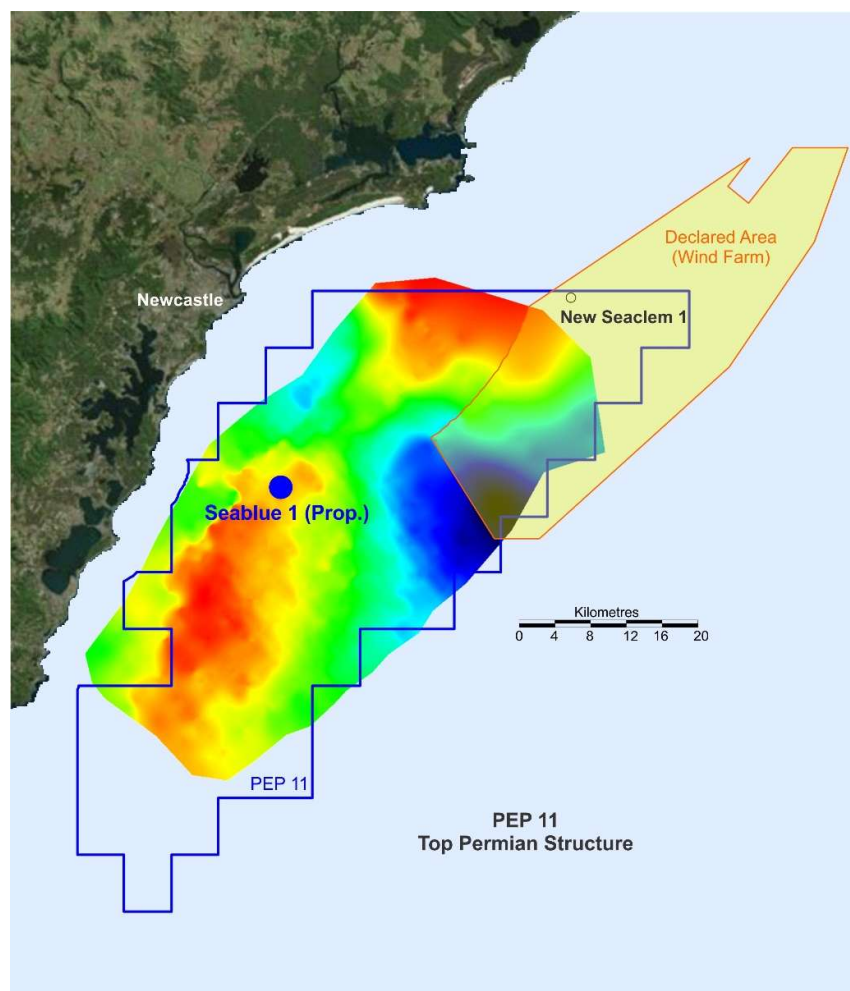 Declared Area
(Wind Farm)
Newcastle
New Seaclem 1
Seablue 1 (Prop.)
Kilometres
0 4 8 12 16 20
PEP 11
PEP 11
Top Permian Structure